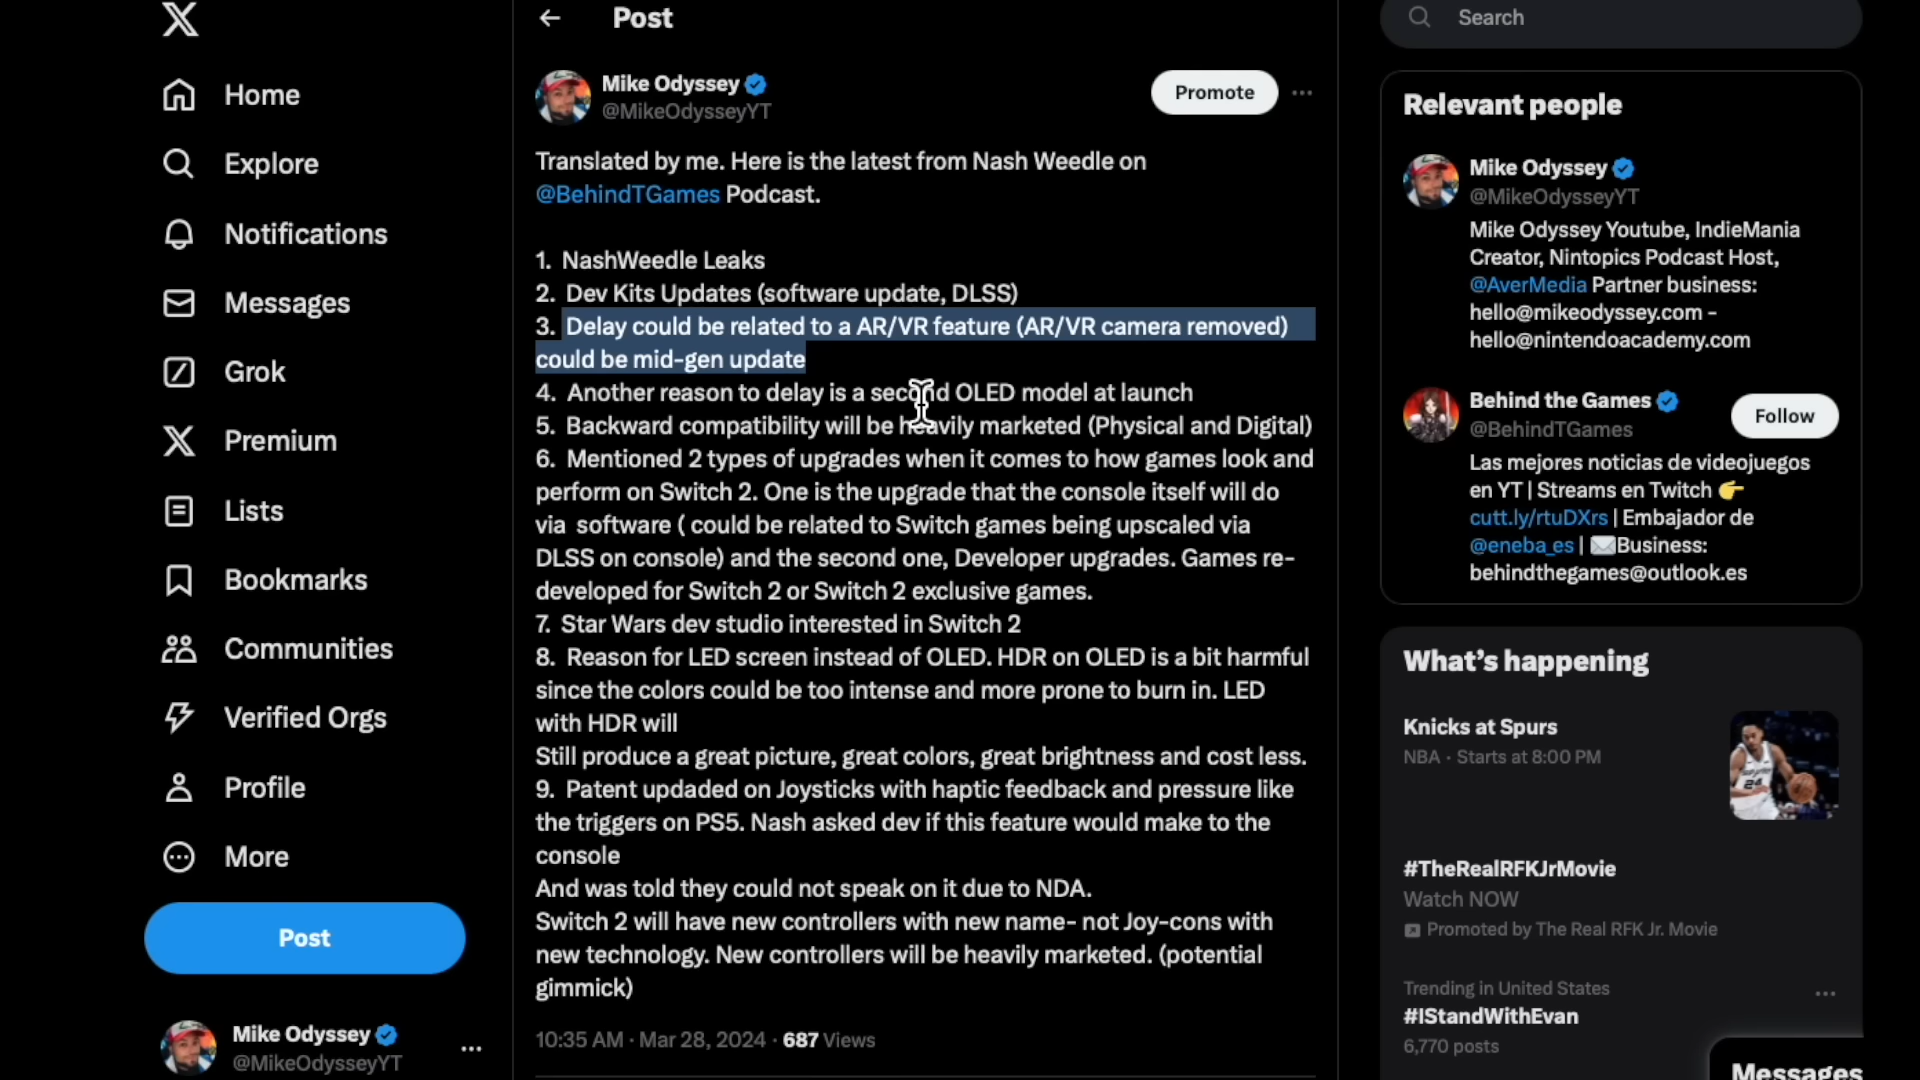 Home
Explore
Notifications
Messages
Grok
Premium
Lists
Bookmarks
Communities
Verified Orgs
Profile
More
Post
Mike Odyssey
@MikeOdysseyYT
Post
Mike Odyssey
@MikeOdysseyYT
Promote
Translated by me. Here is the latest from Nash Weedle on
@BehindTGames Podcast.
1. NashWeedle Leaks
2. Dev Kits Updates (software update, DLSS)
3. Delay could be related to a AR/VR feature (AR/VR camera removed)
could be mid-gen update
4. Another reason to delay is a second OLED model at launch
5. Backward compatibility will be heavily marketed (Physical and Digital)
6. Mentioned 2 types of upgrades when it comes to how games look and
perform on Switch 2. One is the upgrade that the console itself will do
via software ( could be related to Switch games being upscaled via
DLSS on console) and the second one, Developer upgrades. Games re-
developed for Switch 2 or Switch 2 exclusive games.
7. Star Wars dev studio interested in Switch 2
8. Reason for LED screen instead of OLED. HDR on OLED is a bit harmful
since the colors could be too intense and more prone to burn in. LED
with HDR will
Still produce a great picture, great colors, great brightness and cost less.
9. Patent updaded on Joysticks with haptic feedback and pressure like
the triggers on PS5. Nash asked dev if this feature would make to the
console
And was told they could not speak on it due to NDA.
Switch 2 will have new controllers with new name- not Joy-cons with
new technology. New controllers will be heavily marketed. (potential
gimmick)
10:35 AM · Mar 28, 2024 · 687 Views
Search
Relevant people
Mike Odyssey
@MikeOdysseyYT
Mike Odyssey Youtube, IndieMania
Creator, Nintopics Podcast Host,
@AverMedia Partner business:
hello@mikeodyssey.com -
hello@nintendoacademy.com
Behind the Games
@BehindTGames
Follow
Las mejores noticias de videojuegos
en YT | Streams en Twitch 👉
cutt.ly/rtuDXrs | Embajador de
@eneba_es | ✉️Business:
behindthegames@outlook.es
What's happening
Knicks at Spurs
NBA · Starts at 8:00 PM
#TheRealRFKJrMovie
Watch NOW
Promoted by The Real RFK Jr. Movie
Trending in United States
#IStandWithEvan
6,770 posts
Messages